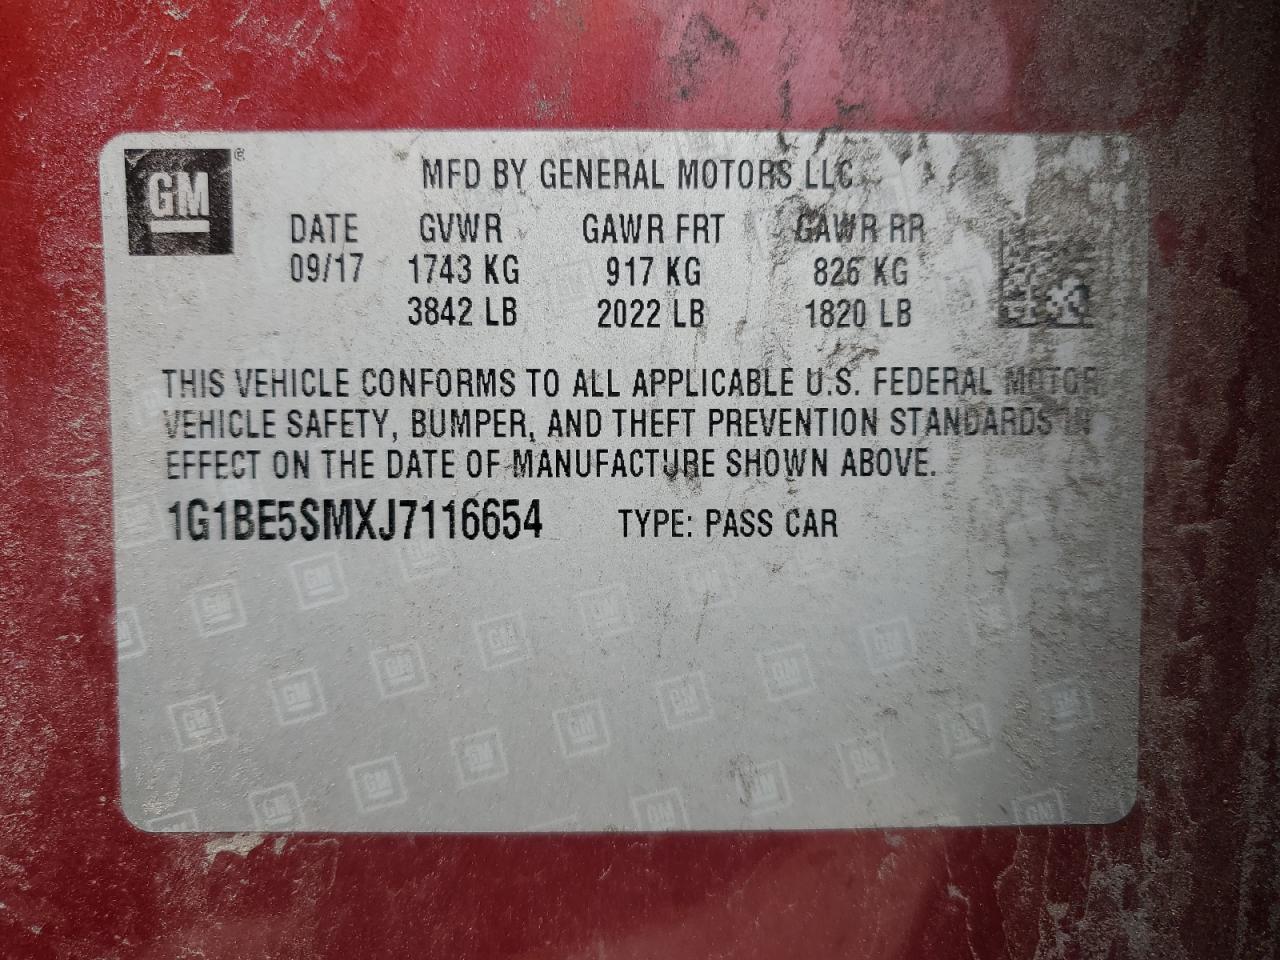 GM ®
MFD BY GENERAL MOTORS LLC
DATE GVWR GAWR FRT GAWR RR
09/17 1743 KG 917 KG 826 KG
3842 LB 2022 LB 1820 LB
THIS VEHICLE CONFORMS TO ALL APPLICABLE U.S. FEDERAL MOTOR
VEHICLE SAFETY, BUMPER, AND THEFT PREVENTION STANDARDS IN
EFFECT ON THE DATE OF MANUFACTURE SHOWN ABOVE.
1G1BE5SMXJ7116654 TYPE: PASS CAR